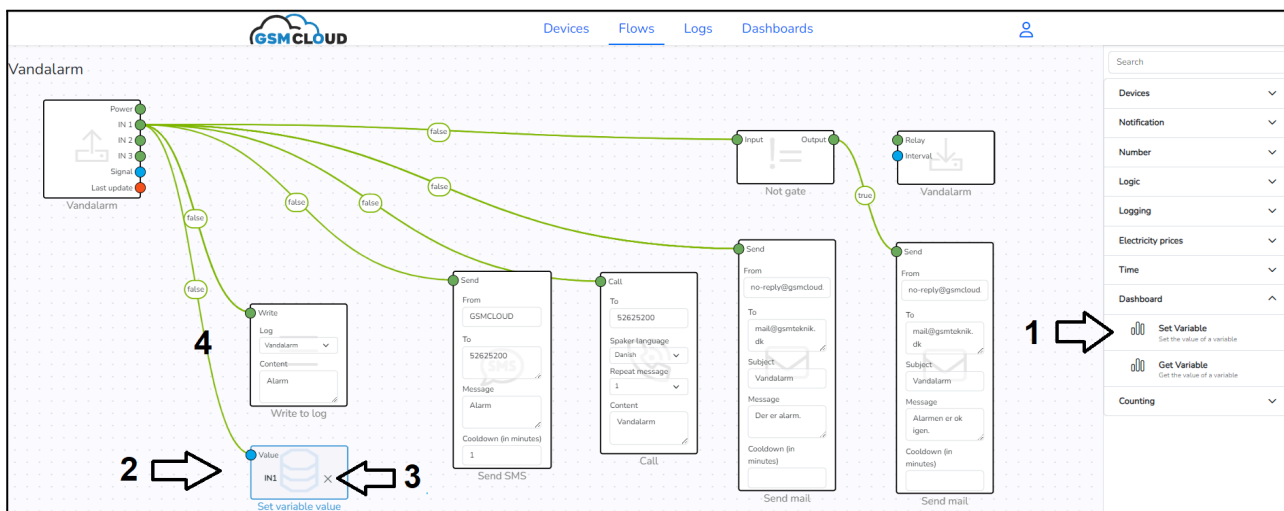 GSMCLOUD
Devices
Flows
Logs
Dashboards
Vandalarm
Power
IN 1
IN 2
IN 3
Signal
Last update
Vandalarm
false
false
false
false
false
false
true
Input
Output
!=
Not gate
Relay
Interval
Vandalarm
4
Write
Log
Vandalarm
Content
Alarm
Write to log
2
Value
IN1
3
Set variable value
Send
From
GSMCLOUD
To
52625200
SMS
Message
Alarm
Cooldown (in minutes)
1
Send SMS
Call
To
52625200
Spaker language
Danish
Repeat message
1
Content
Vandalarm
Call
Send
From
no-reply@gsmcloud.
To
mail@gsmteknik.
dk
Subject
Vandalarm
Message
Der er alarm.
Cooldown (in
minutes)
Send mail
Send
From
no-reply@gsmcloud.
To
mail@gsmteknik.
dk
Subject
Vandalarm
Message
Alarmen er ok
igen.
Cooldown (in
minutes)
Send mail
Search
Devices
Notification
Number
Logic
Logging
Electricity prices
Time
Dashboard
1
Set Variable
Set the value of a variable
Get Variable
Get the value of a variable
Counting